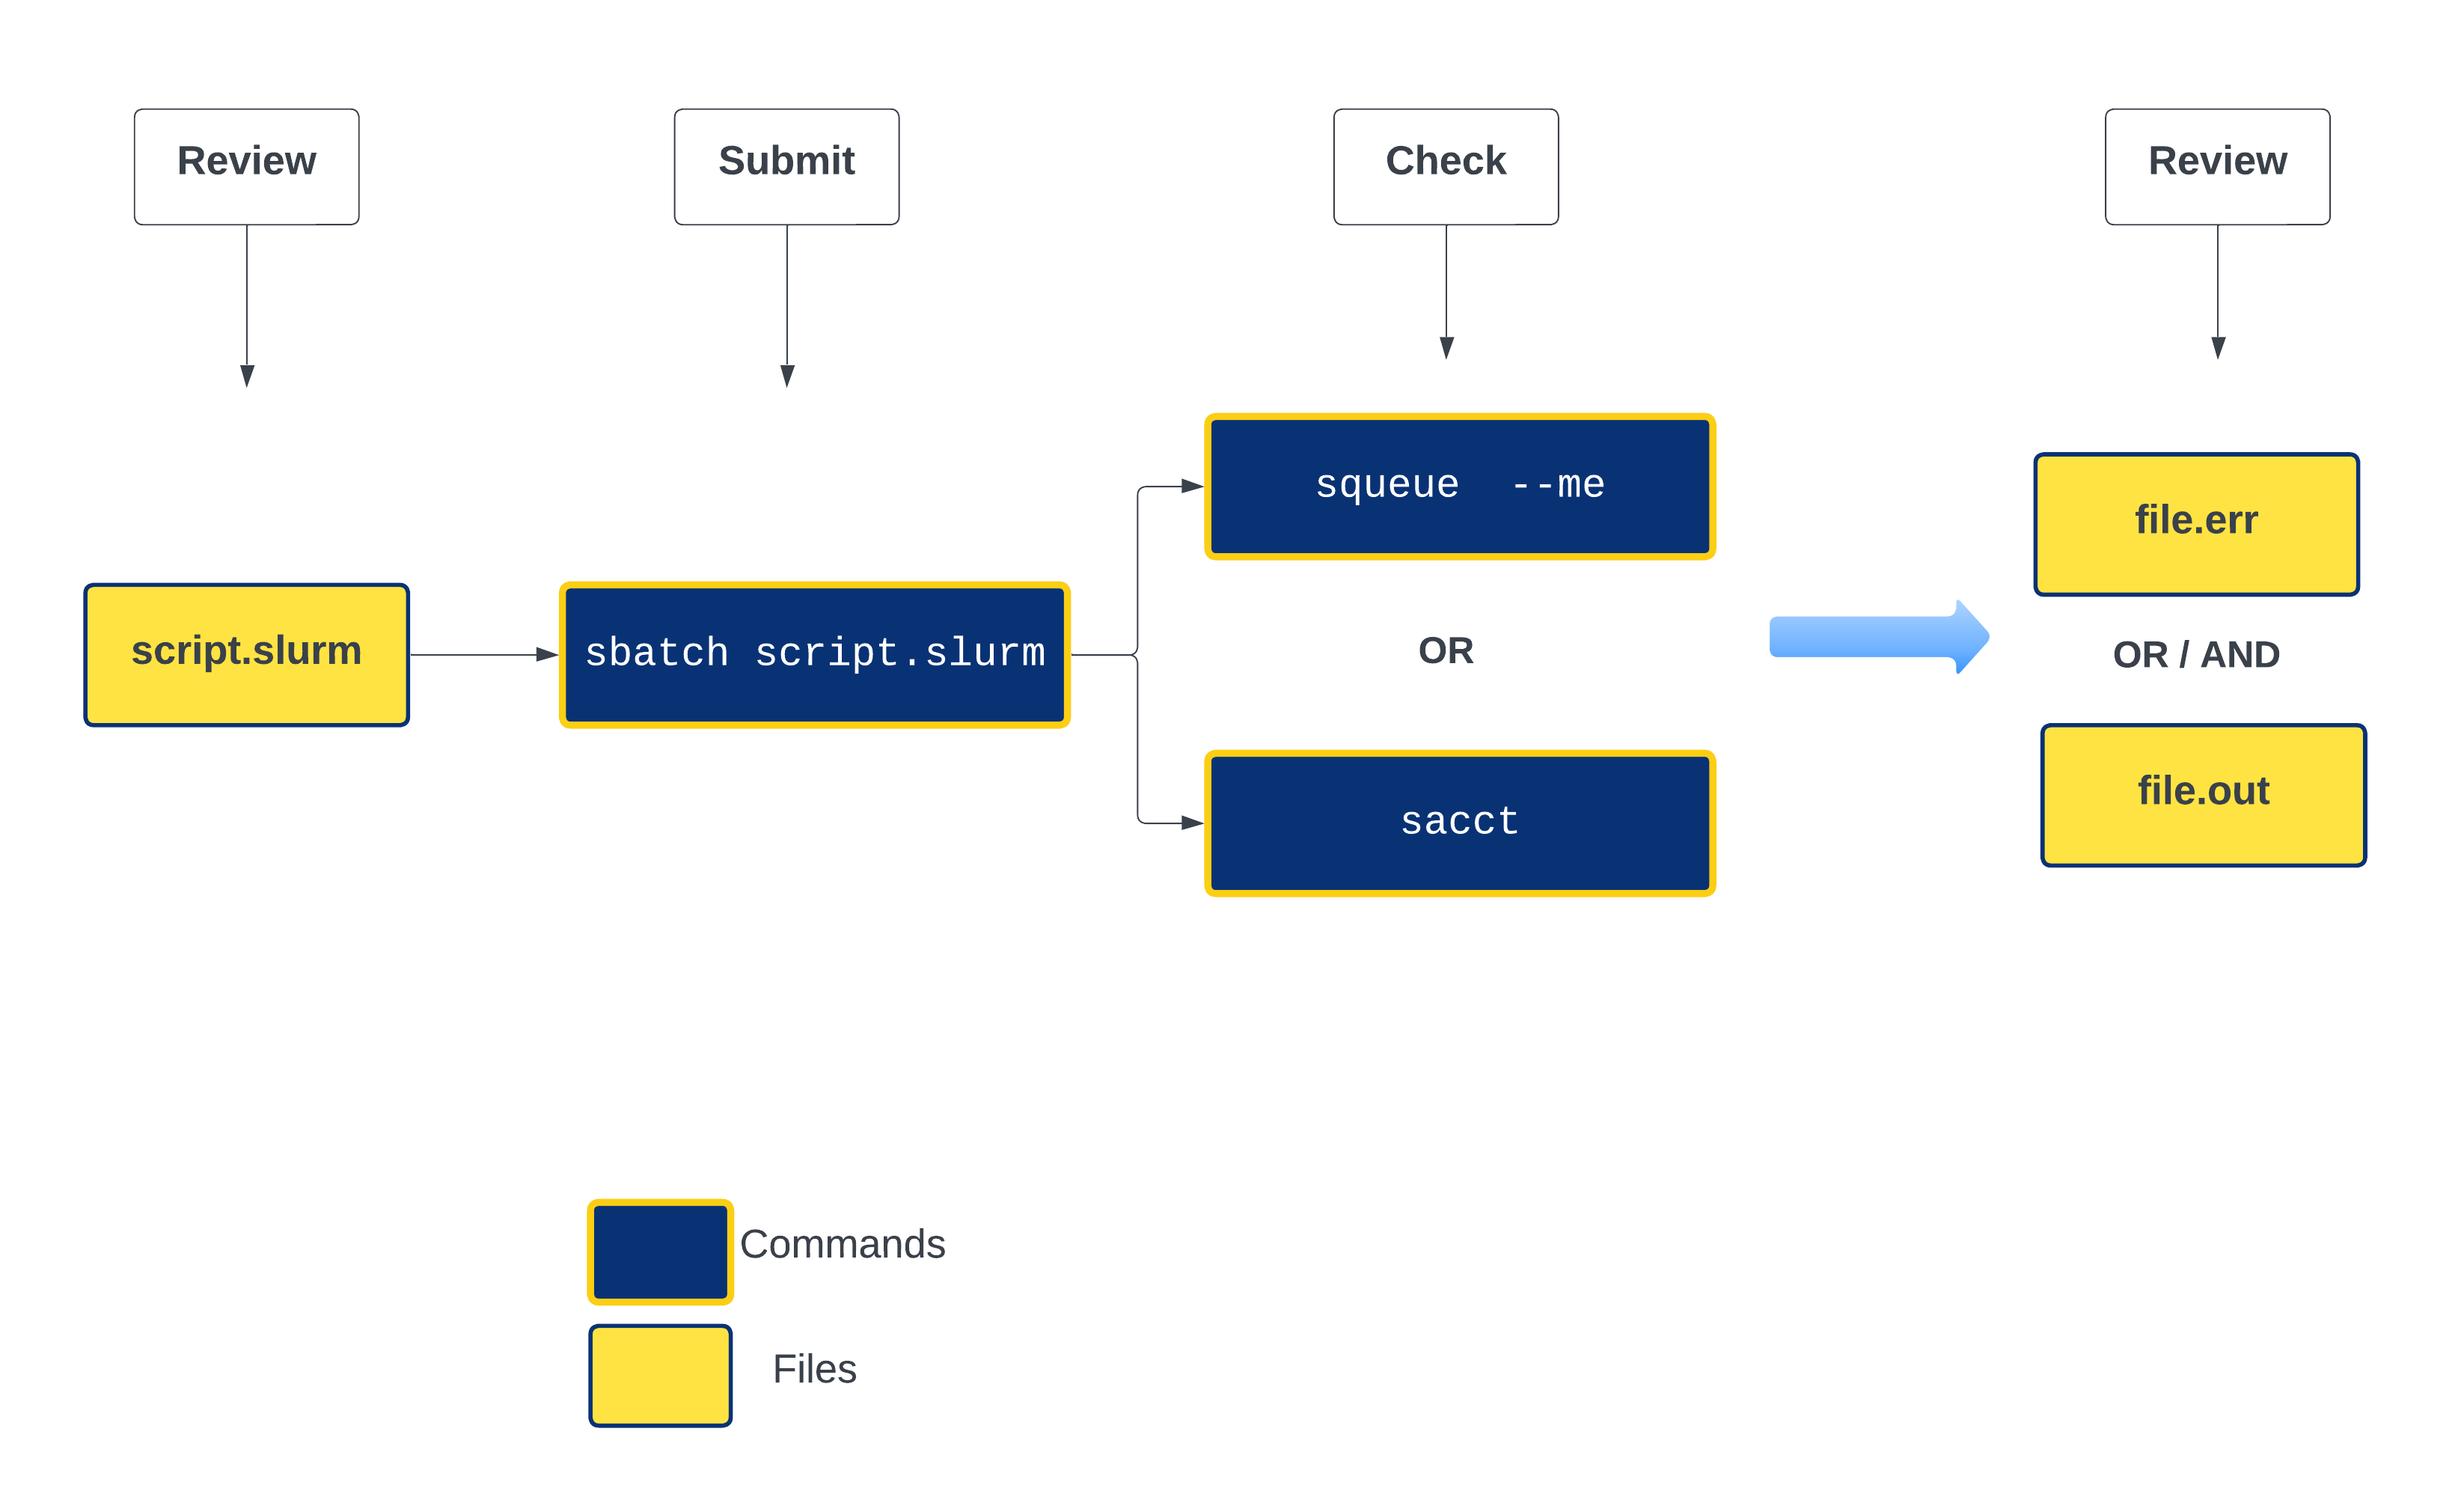 Review
Submit
Check
Review
script.slurm
sbatch script.slurm
squeue  --me
OR
sacct
file.err
OR / AND
file.out
Commands
Files